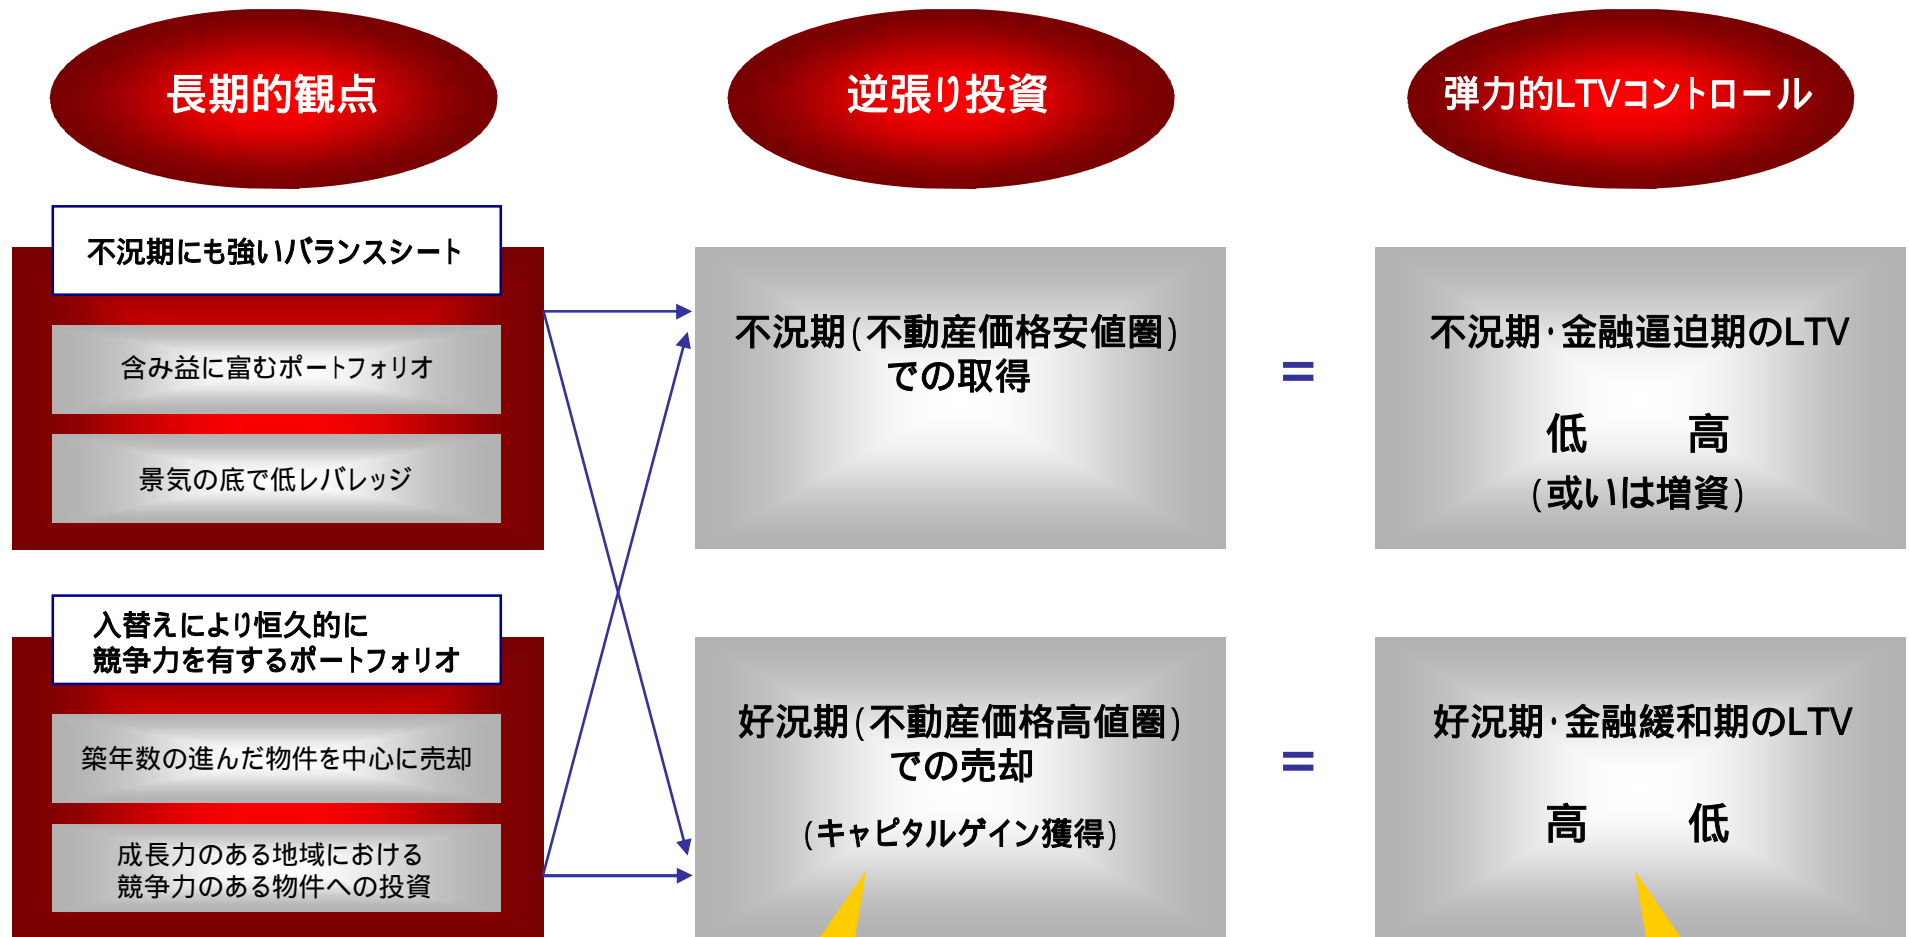 長期的観点
逆張り投資
弾力的LTVコントロール
不況期にも強いバランスシート
含み益に富むポートフォリオ
景気の底で低レバレッジ
不況期(不動産価格安値圏)
での取得
=
不況期・金融逼迫期のLTV
低 高
(或いは増資)
入替えにより恒久的に
競争力を有するポートフォリオ
築年数の進んだ物件を中心に売却
成長力のある地域における
競争力のある物件への投資
好況期(不動産価格高値圏)
での売却
(キャピタルゲイン獲得)
=
好況期・金融緩和期のLTV
高 低